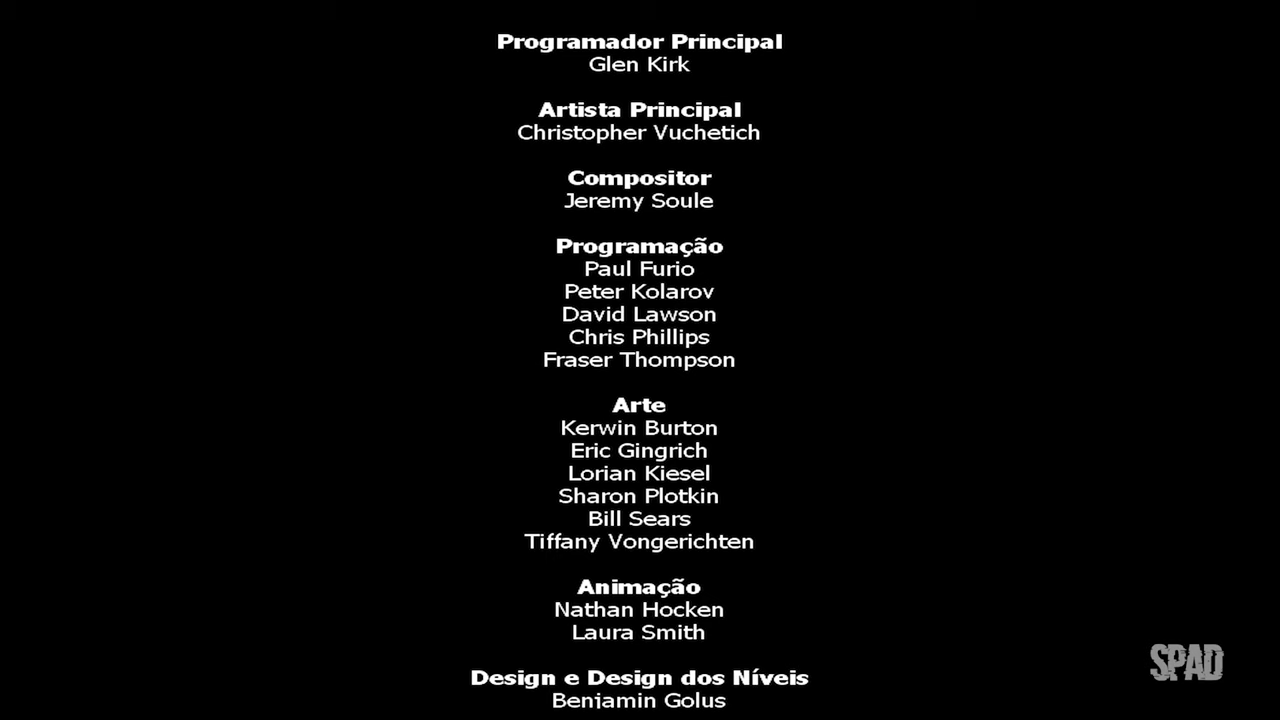 Programador Principal
Glen Kirk
Artista Principal
Christopher Vuchetich
Compositor
Jeremy Soule
Programação
Paul Furio
Peter Kolarov
David Lawson
Chris Phillips
Fraser Thompson
Arte
Kerwin Burton
Eric Gingrich
Lorian Kiesel
Sharon Plotkin
Bill Sears
Tiffany Vongerichten
Animação
Nathan Hocken
Laura Smith
Design e Design dos Níveis
Benjamin Golus
SPAD